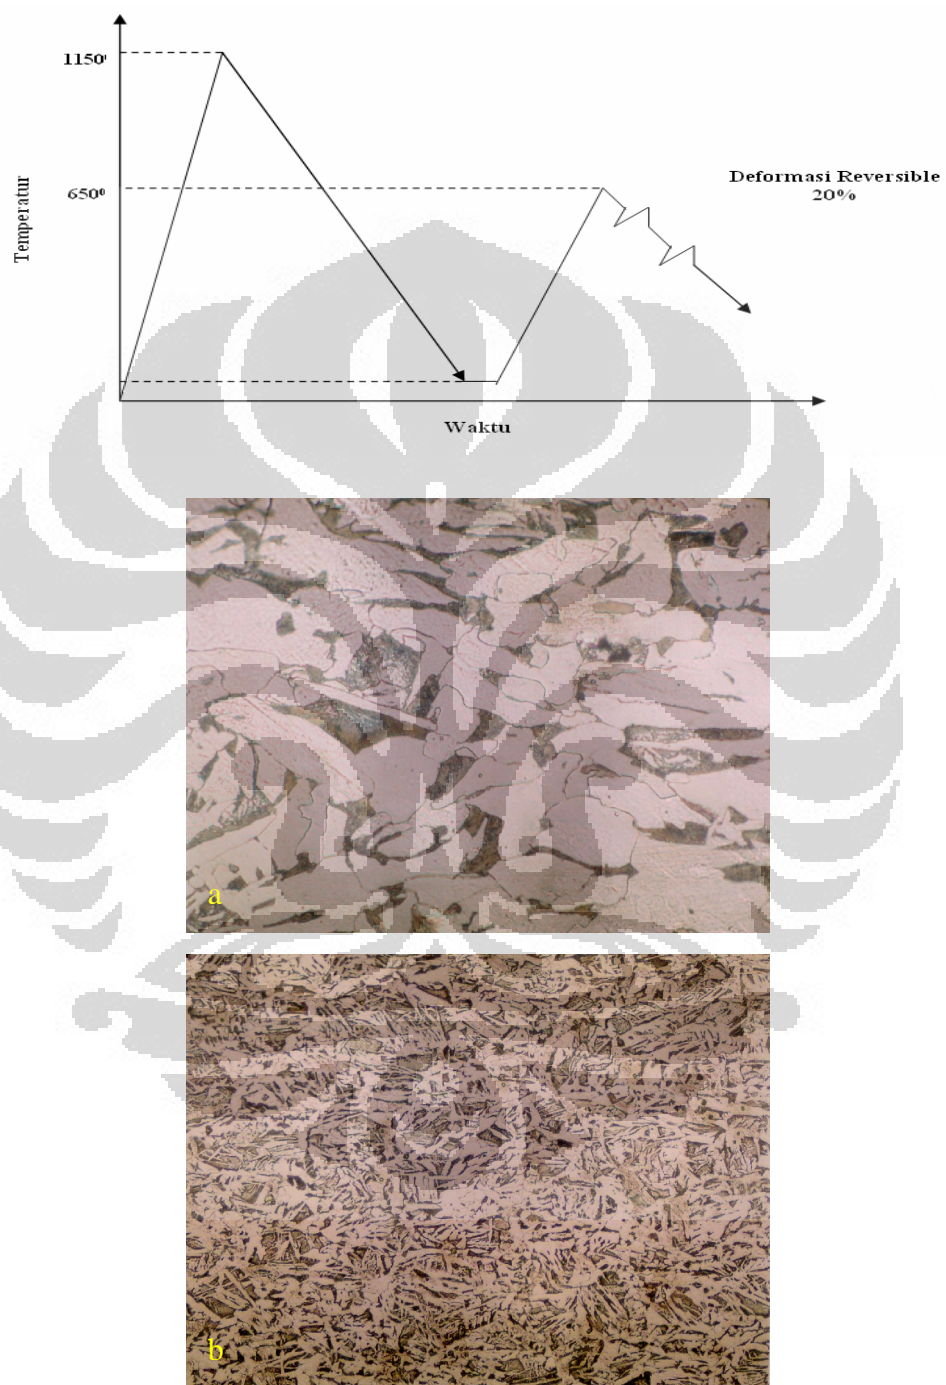 1150⁰
Temperatur
650⁰
Deformasi Reversible
20%
Waktu
a
b